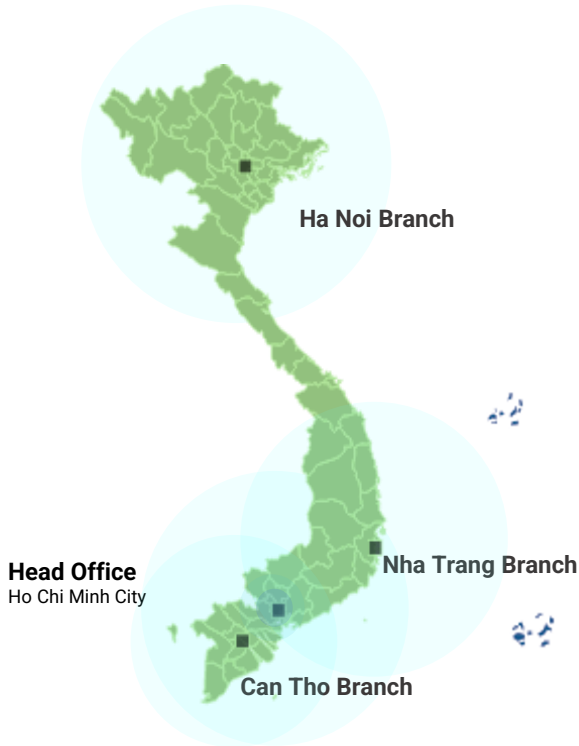 Ha Noi Branch
Nha Trang Branch
Head Office
Ho Chi Minh City
Can Tho Branch